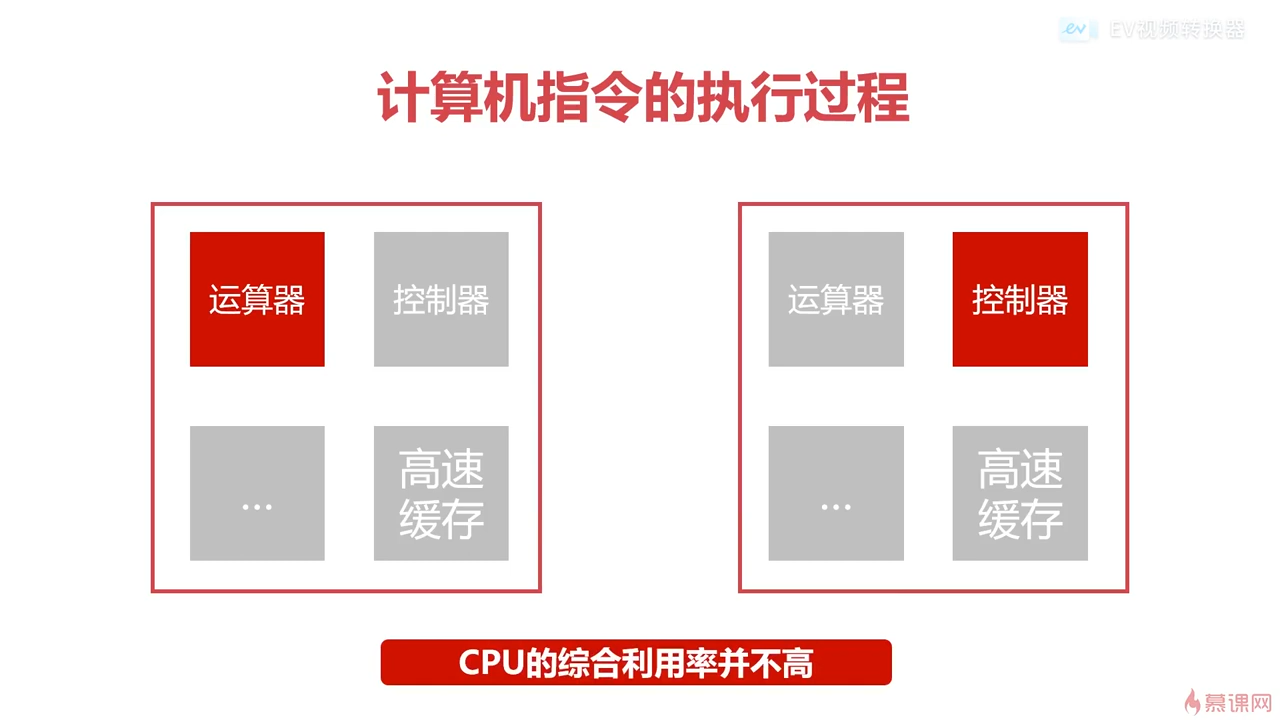 EV视频转换器
计算机指令的执行过程
运算器 控制器
运算器 控制器
...
高速
缓存
...
高速
缓存
CPU的综合利用率并不高
慕课网